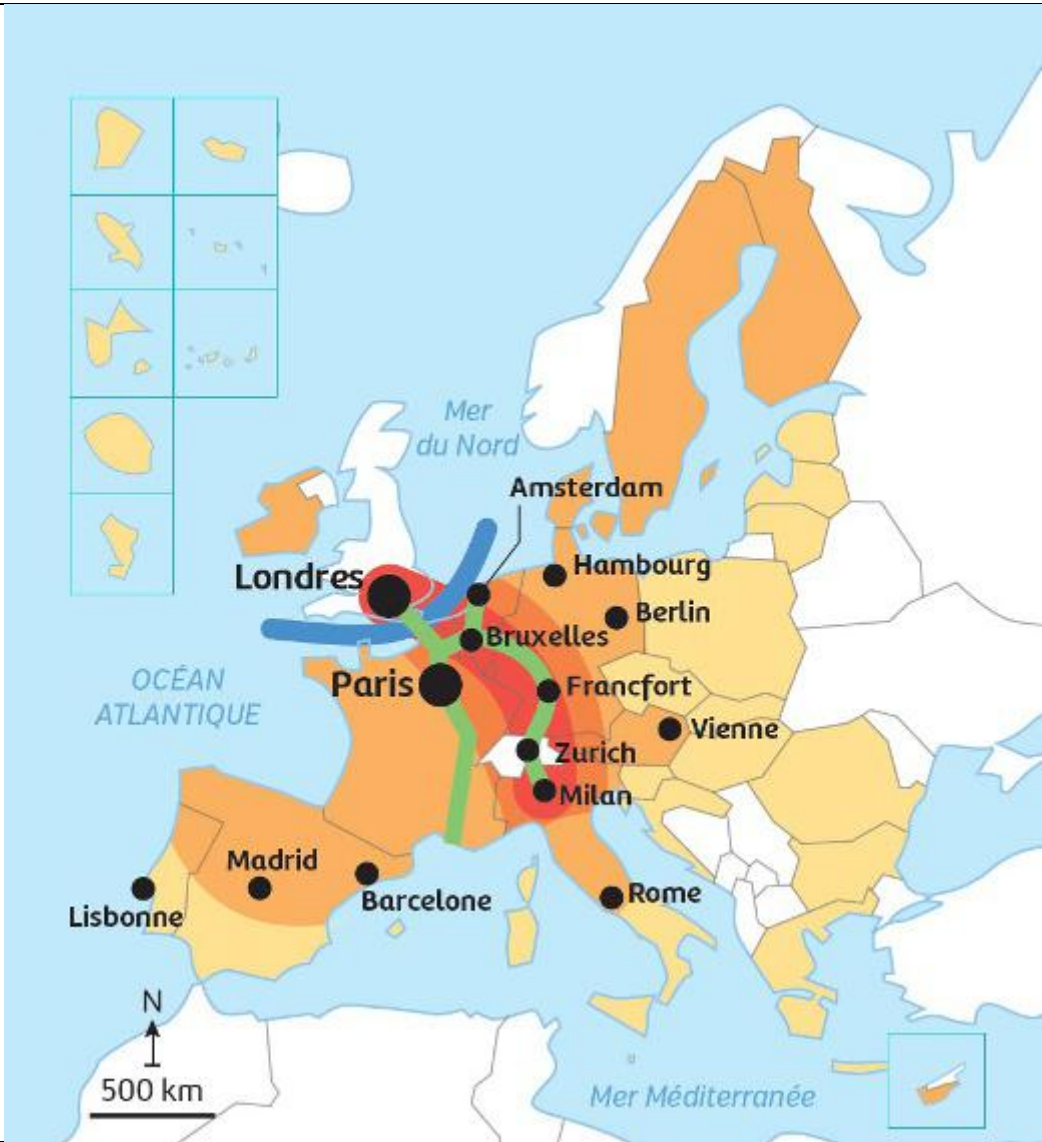 Mer
du Nord
Amsterdam
Hambourg
Londres
Berlin
Bruxelles
Paris
Francfort
OCÉAN
ATLANTIQUE
Vienne
Zurich
Milan
Madrid
Barcelone
Rome
Lisbonne
N
500 km
Mer Méditerranée